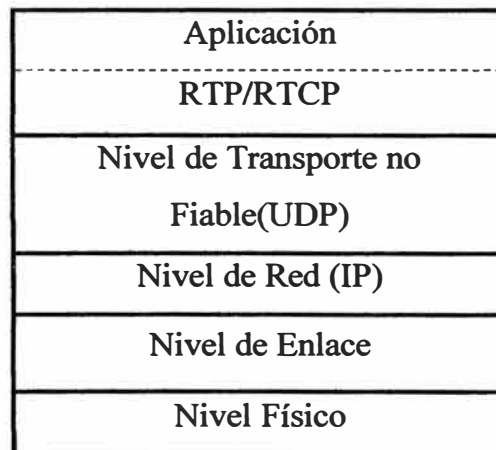 Aplicación
RTP/RTCP
Nivel de Transporte no
Fiable(UDP)
Nivel de Red (IP)
Nivel de Enlace
Nivel Físico